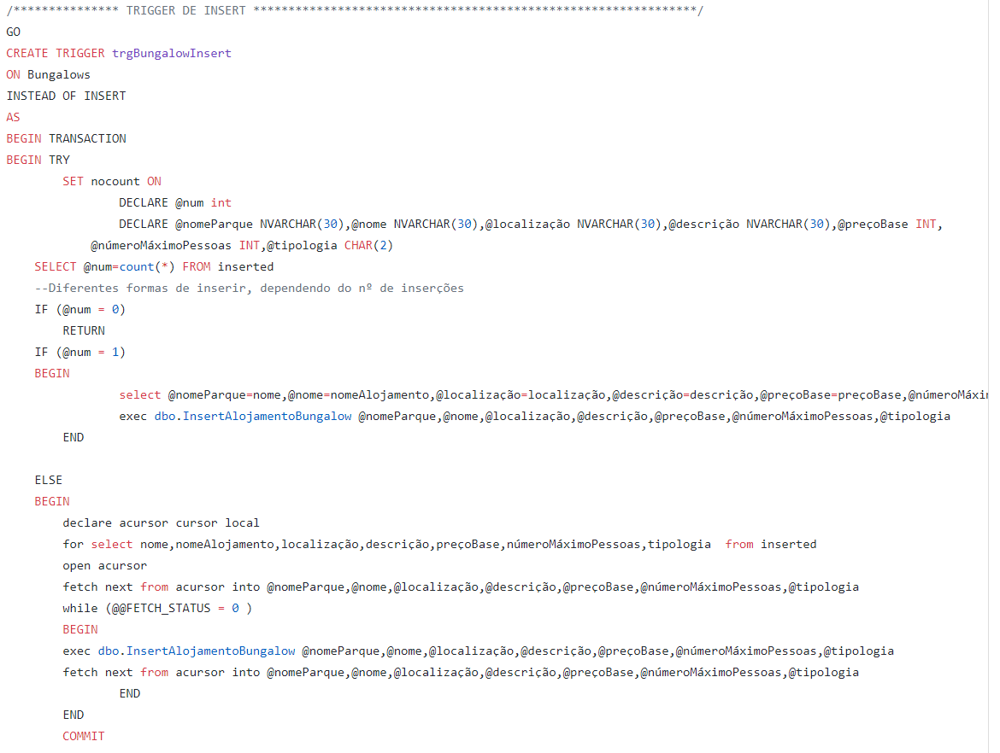 /*************** TRIGGER DE INSERT ***************************************************************/
GO
CREATE TRIGGER trgBungalowInsert
ON Bungalows
INSTEAD OF INSERT
AS
BEGIN TRANSACTION
BEGIN TRY
SET nocount ON
DECLARE @num int
DECLARE @nomeParque NVARCHAR(30),@nome NVARCHAR(30),@localização NVARCHAR(30),@descrição NVARCHAR(30),@preçoBase INT,
@númeroMáximoPessoas INT,@tipologia CHAR(2)
SELECT @num=count(*) FROM inserted
--Diferentes formas de inserir, dependendo do nº de inserções
IF (@num = 0)
RETURN
IF (@num = 1)
BEGIN
select @nomeParque=nome,@nome=nomeAlojamento,@localização=localização,@descrição=descrição,@preçoBase=preçoBase,@númeroMáxi
exec dbo.InsertAlojamentoBungalow @nomeParque,@nome,@localização,@descrição,@preçoBase,@númeroMáximoPessoas,@tipologia
END
ELSE
BEGIN
declare acursor cursor local
for select nome,nomeAlojamento,localização,descrição,preçoBase,númeroMáximoPessoas,tipologia  from inserted
open acursor
fetch next from acursor into @nomeParque,@nome,@localização,@descrição,@preçoBase,@númeroMáximoPessoas,@tipologia
while (@@FETCH_STATUS = 0 )
BEGIN
exec dbo.InsertAlojamentoBungalow @nomeParque,@nome,@localização,@descrição,@preçoBase,@númeroMáximoPessoas,@tipologia
fetch next from acursor into @nomeParque,@nome,@localização,@descrição,@preçoBase,@númeroMáximoPessoas,@tipologia
END
END
COMMIT